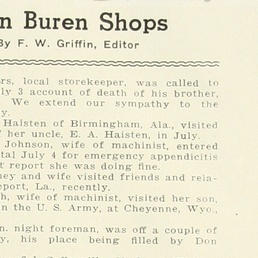 n Buren Shops
By F. W. Griffin, Editor
rs, local storekeeper, was called to
ly 3 account of death of his brother,
We extend our sympathy to the
y.
Haisten of Birmingham, Ala., visited
f her uncle, E. A. Haisten, in July.
Johnson, wife of machinist, entered
tal July 4 for emergency appendicitis
t report she was doing fine.
ney and wife visited friends and rela-
eport, La., recently.
h, wife of machinist, visited her son,
n the U. S. Army, at Cheyenne, Wyo.,
n. night foreman, was off a couple of
y, his place being filled by Don